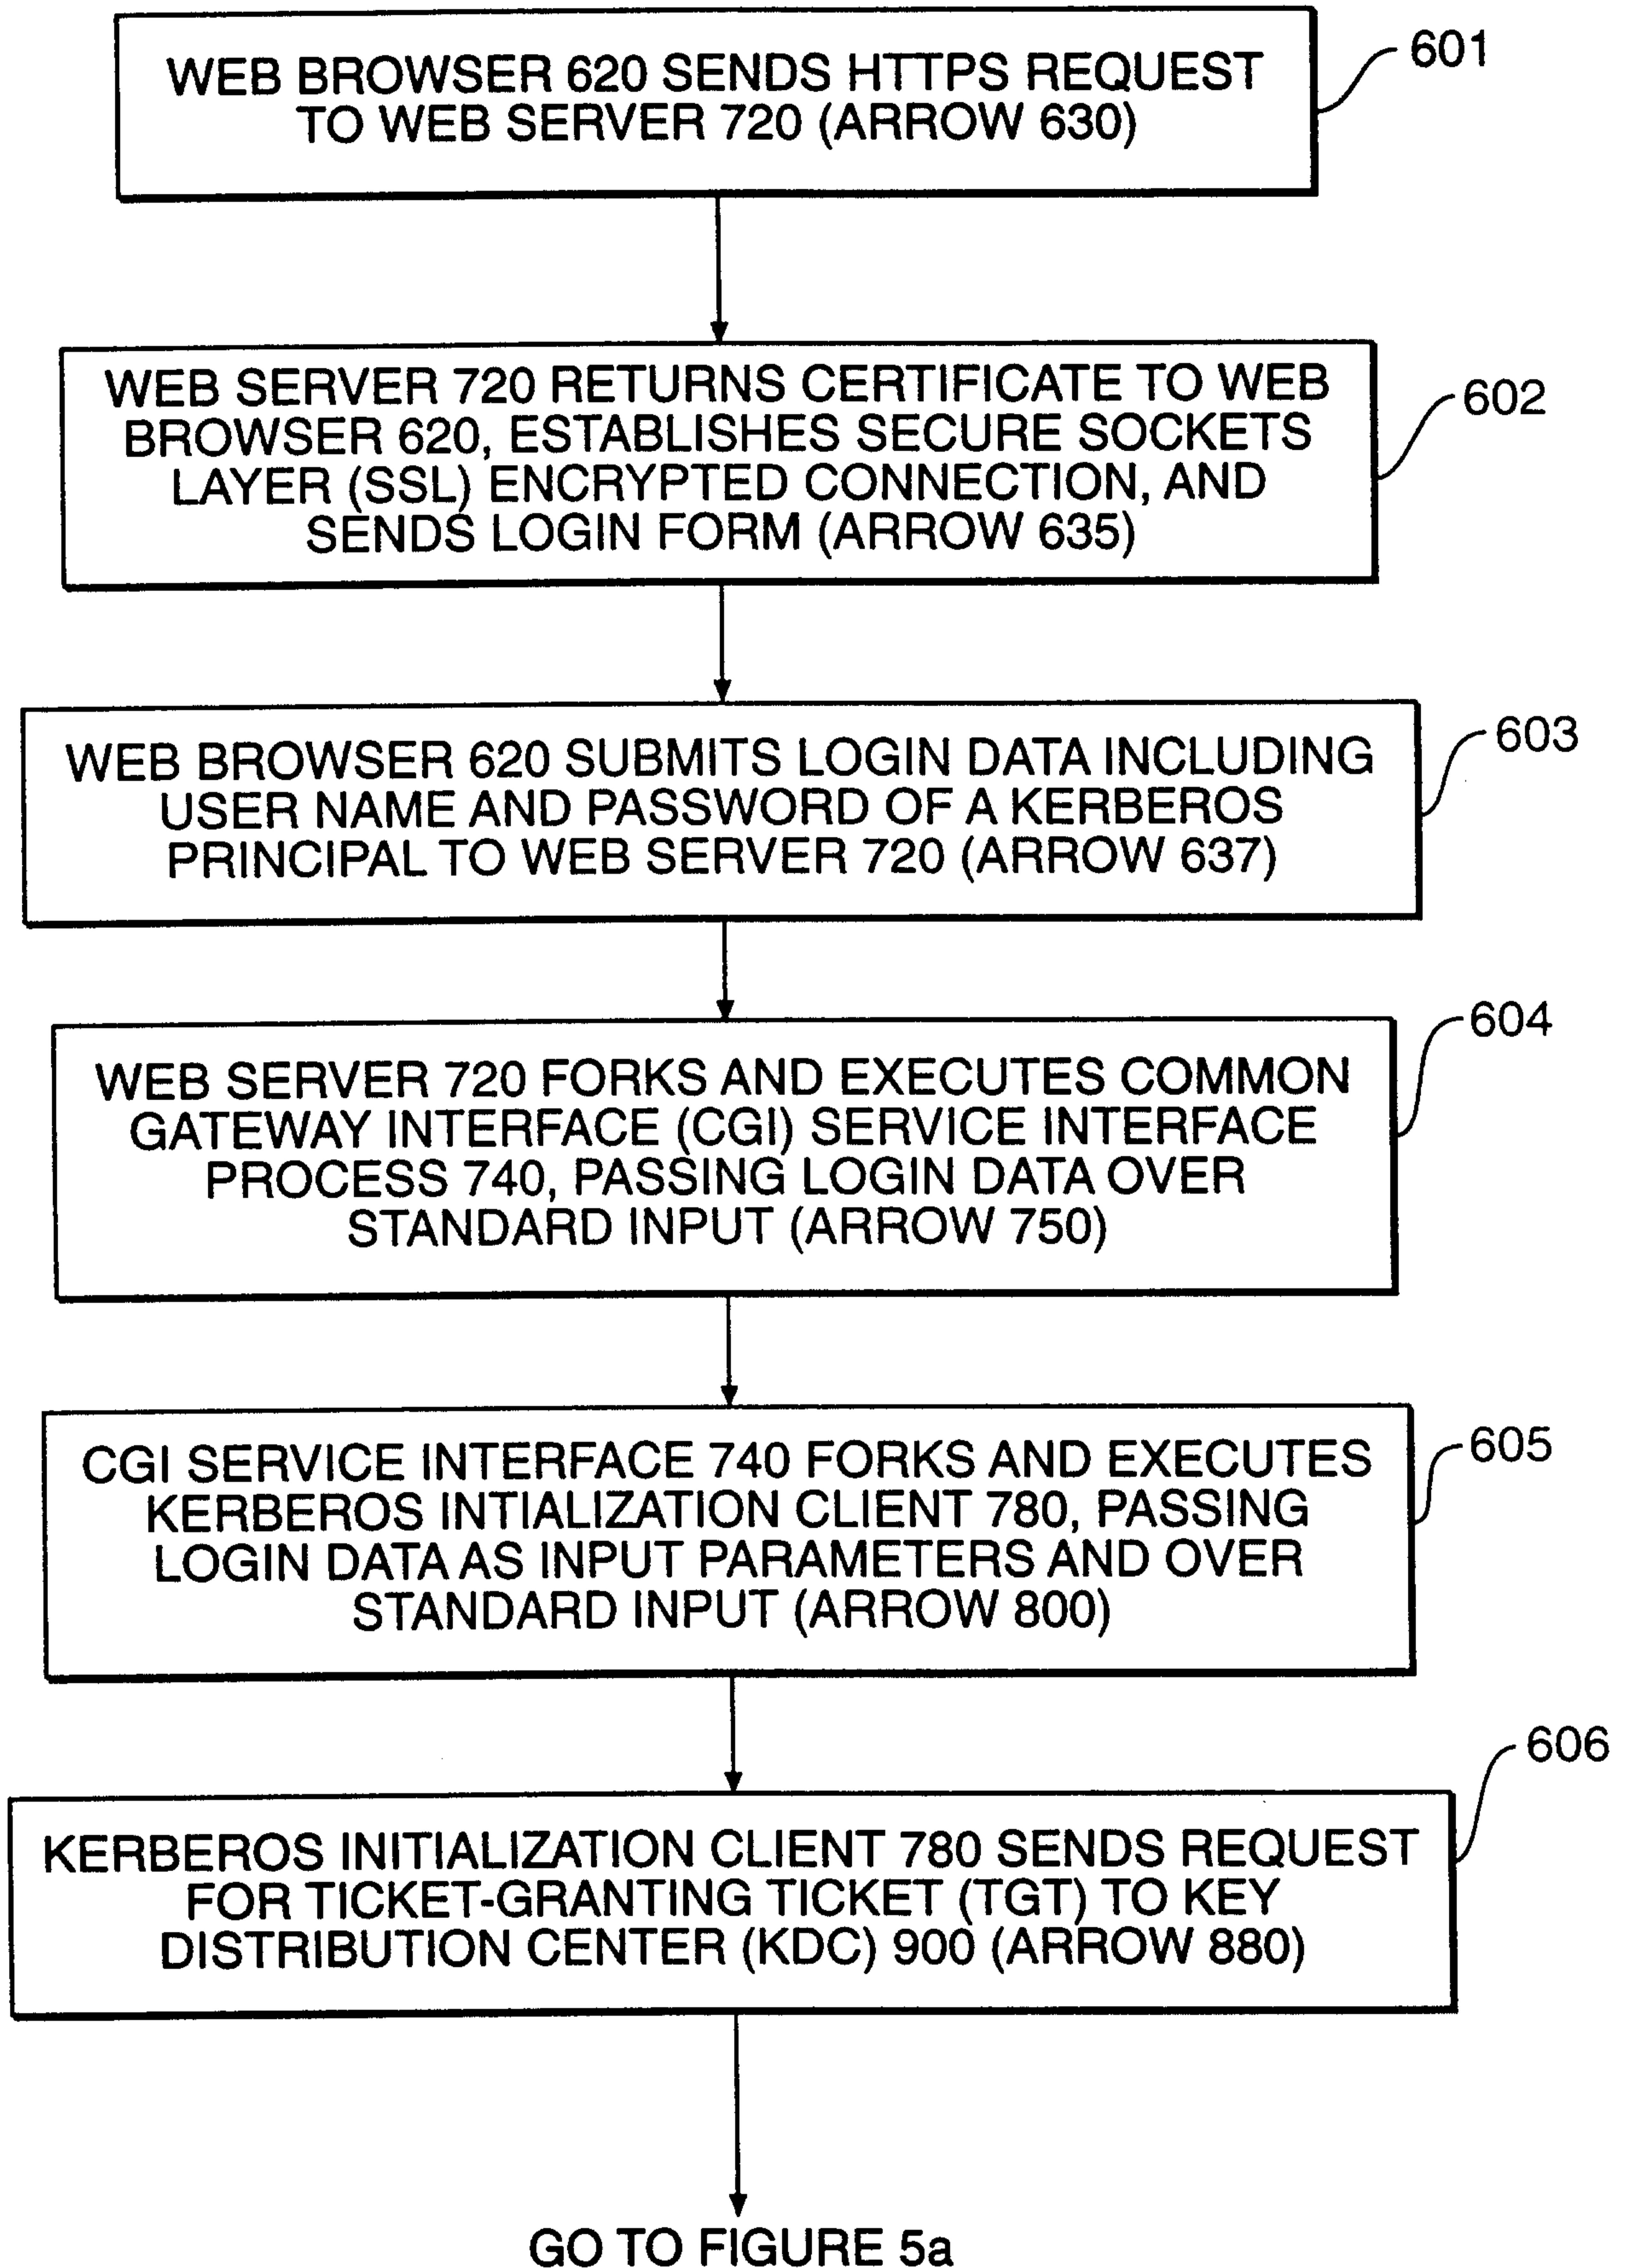 WEB BROWSER 620 SENDS HTTPS REQUEST
TO WEB SERVER 720 (ARROW 630)
601
WEB SERVER 720 RETURNS CERTIFICATE TO WEB
BROWSER 620, ESTABLISHES SECURE SOCKETS
LAYER (SSL) ENCRYPTED CONNECTION, AND
SENDS LOGIN FORM (ARROW 635)
602
WEB BROWSER 620 SUBMITS LOGIN DATA INCLUDING
USER NAME AND PASSWORD OF A KERBEROS
PRINCIPAL TO WEB SERVER 720 (ARROW 637)
603
WEB SERVER 720 FORKS AND EXECUTES COMMON
GATEWAY INTERFACE (CGI) SERVICE INTERFACE
PROCESS 740, PASSING LOGIN DATA OVER
STANDARD INPUT (ARROW 750)
604
CGI SERVICE INTERFACE 740 FORKS AND EXECUTES
KERBEROS INTIALIZATION CLIENT 780, PASSING
LOGIN DATA AS INPUT PARAMETERS AND OVER
STANDARD INPUT (ARROW 800)
605
KERBEROS INITIALIZATION CLIENT 780 SENDS REQUEST
FOR TICKET-GRANTING TICKET (TGT) TO KEY
DISTRIBUTION CENTER (KDC) 900 (ARROW 880)
606
GO TO FIGURE 5a